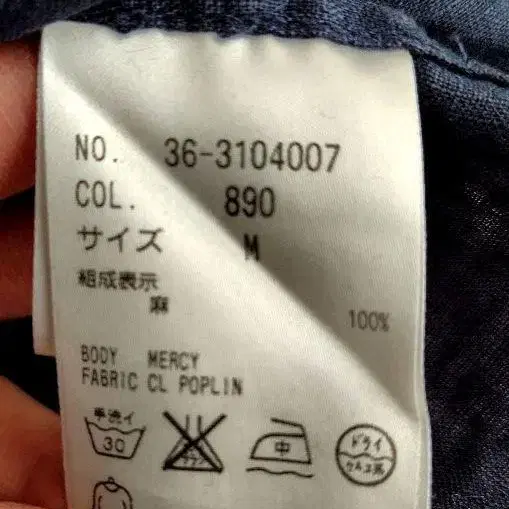 NO. 36-3104007
COL. 890
サイズ M
組成表示
麻 100%
BODY MERCY
FABRIC CL POPLIN
手洗イ
30
中
ドライ